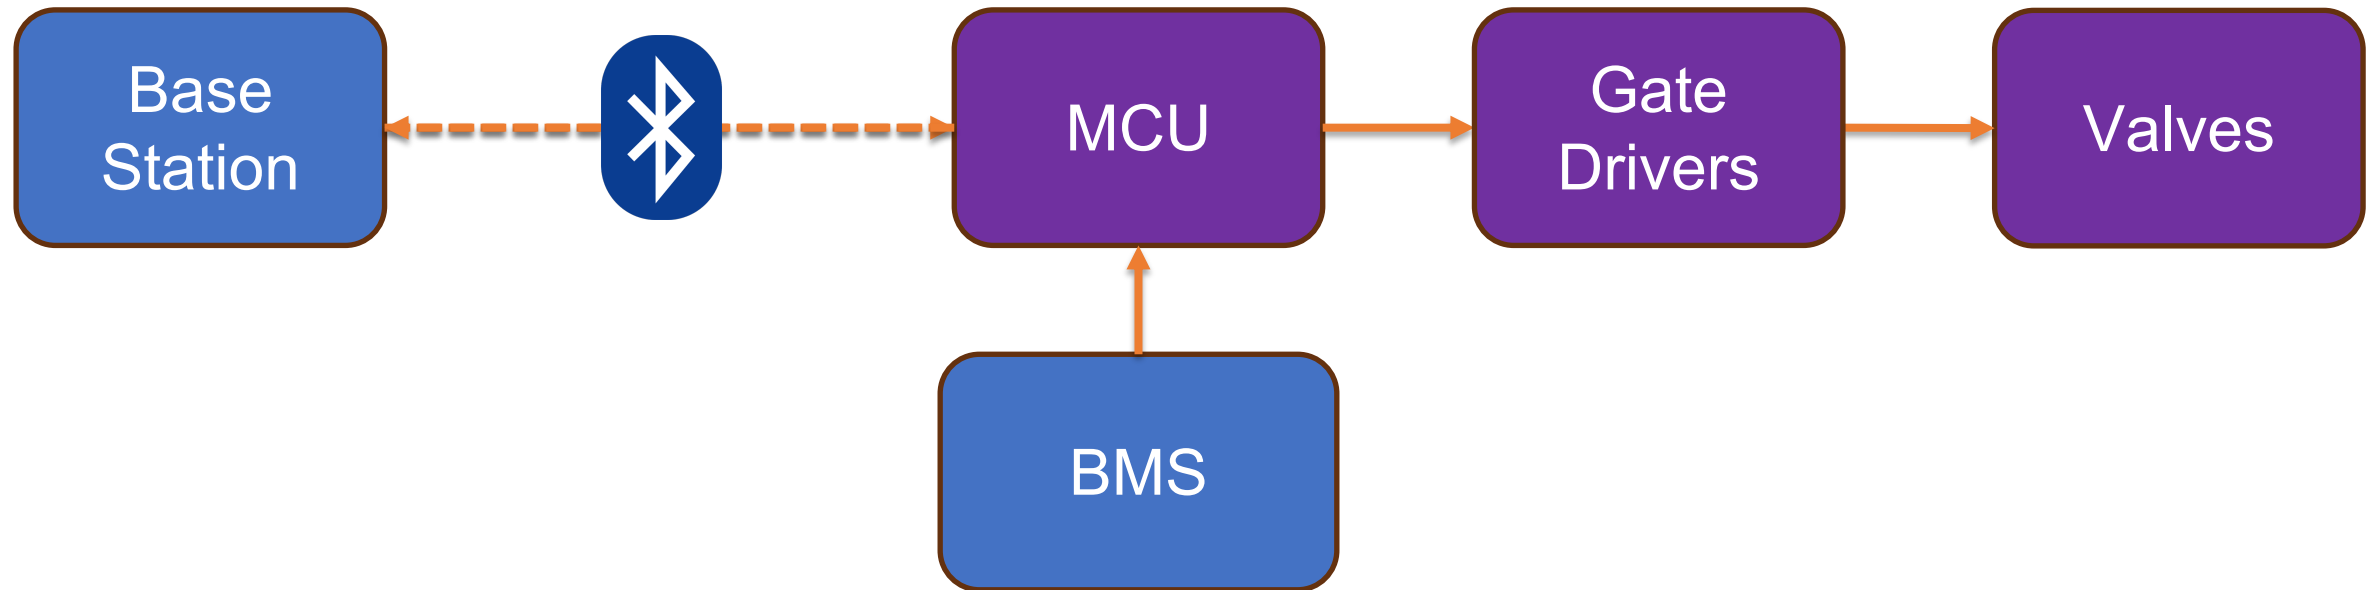 Base
Station
MCU
Gate
Drivers
Valves
BMS